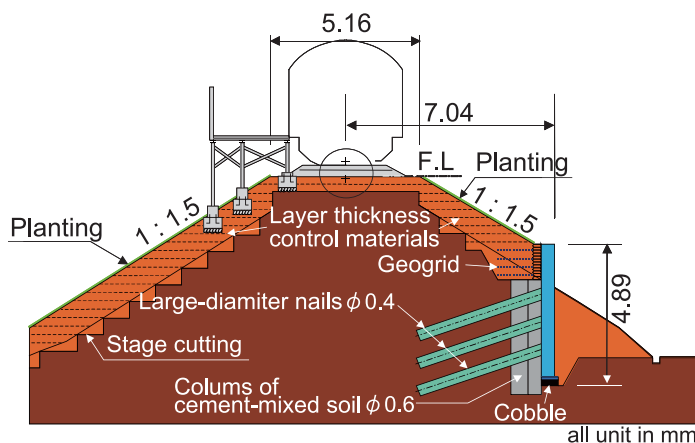 5.16
7.04
F.L
Planting
1 : 1.5
1 : 1.5
Planting
Layer thickness
control materials
Geogrid
4.89
Large-diamiter nails ϕ 0.4
Stage cutting
Colums of
cement-mixed soil ϕ 0.6
Cobble
all unit in mm